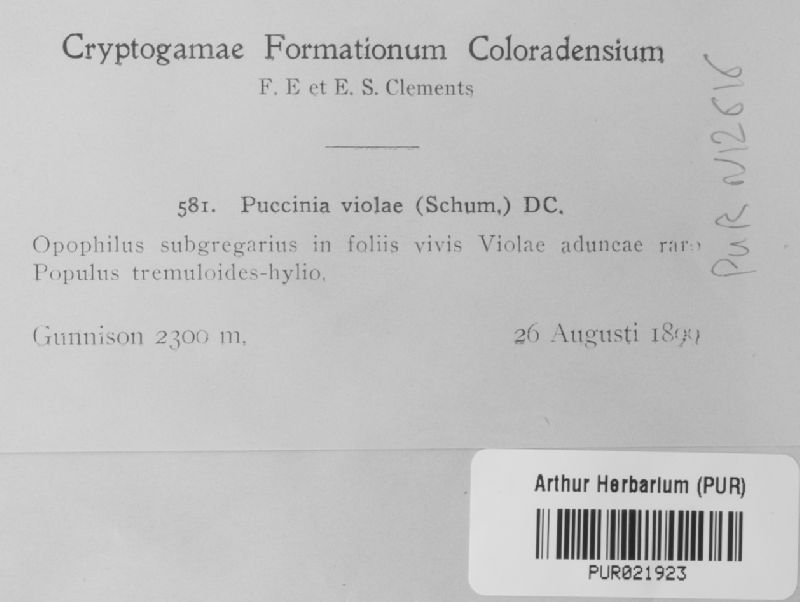 Cryptogamae Formationum Coloradensium
F. E et E. S. Clements
581. Puccinia violae (Schum.) DC.
Opophilus subgregarius in foliis vivis Violae aduncae raro
Populus tremuloides-hylio.
Gunnison 2300 m. 26 Augusti 1899
PUR N12616
Arthur Herbarium (PUR)
PUR021923